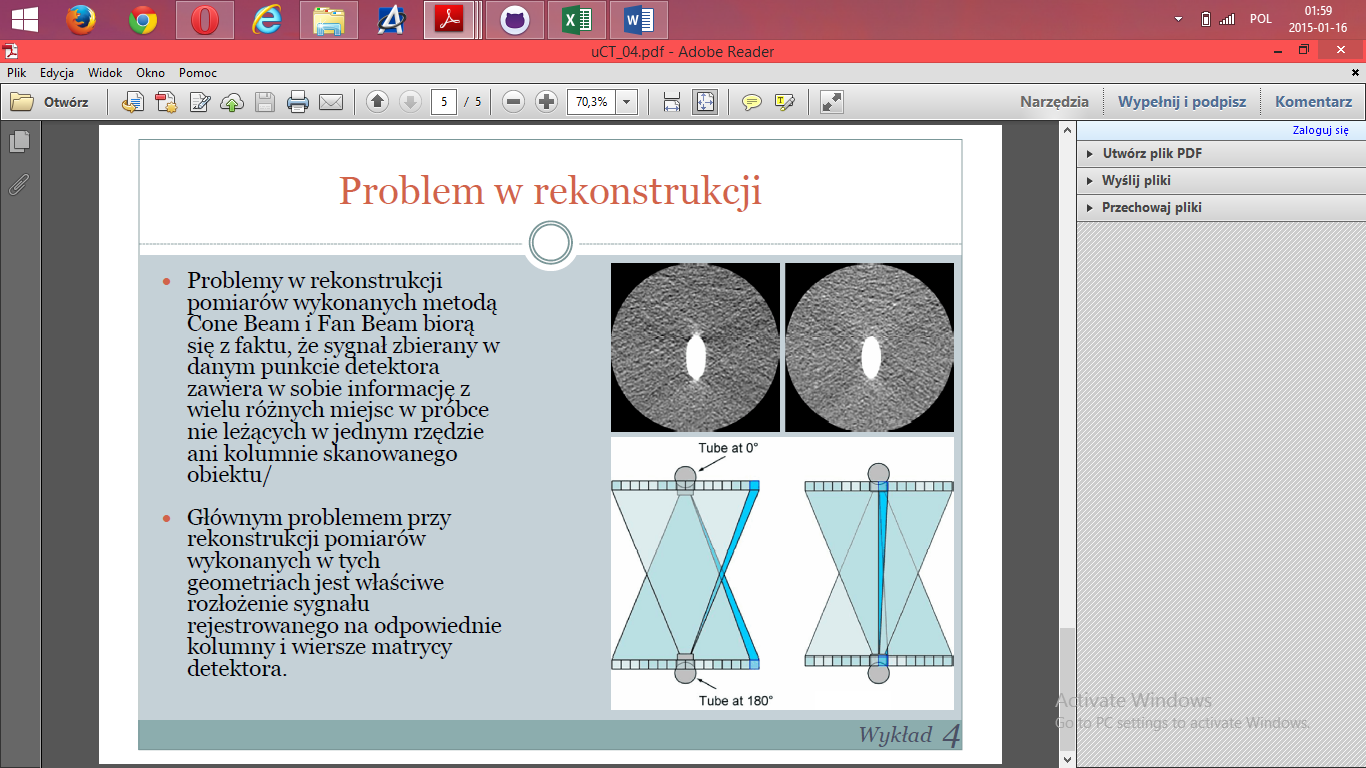 POL
01:59
2015-01-16
uCT_04.pdf - Adobe Reader
Plik Edycja Widok Okno Pomoc
Otwórz
5 / 5
70,3%
Narzędzia Wypełnij i podpisz Komentarz
Zaloguj się
Utwórz plik PDF
Wyślij pliki
Przechowaj pliki
Problem w rekonstrukcji
Problemy w rekonstrukcji
pomiarów wykonanych metodą
Cone Beam i Fan Beam biorą
się z faktu, że sygnał zbierany w
danym punkcie detektora
zawiera w sobie informację z
wielu różnych miejsc w próbce
nie leżących w jednym rzędzie
ani kolumnie skanowanego
obiektu/
Głównym problemem przy
rekonstrukcji pomiarów
wykonanych w tych
geometriach jest właściwe
rozłożenie sygnału
rejestrowanego na odpowiednie
kolumny i wiersze matrycy
detektora.
Tube at 0°
Tube at 180°
Wykład 4
Activate Windows
Go to PC settings to activate Windows.